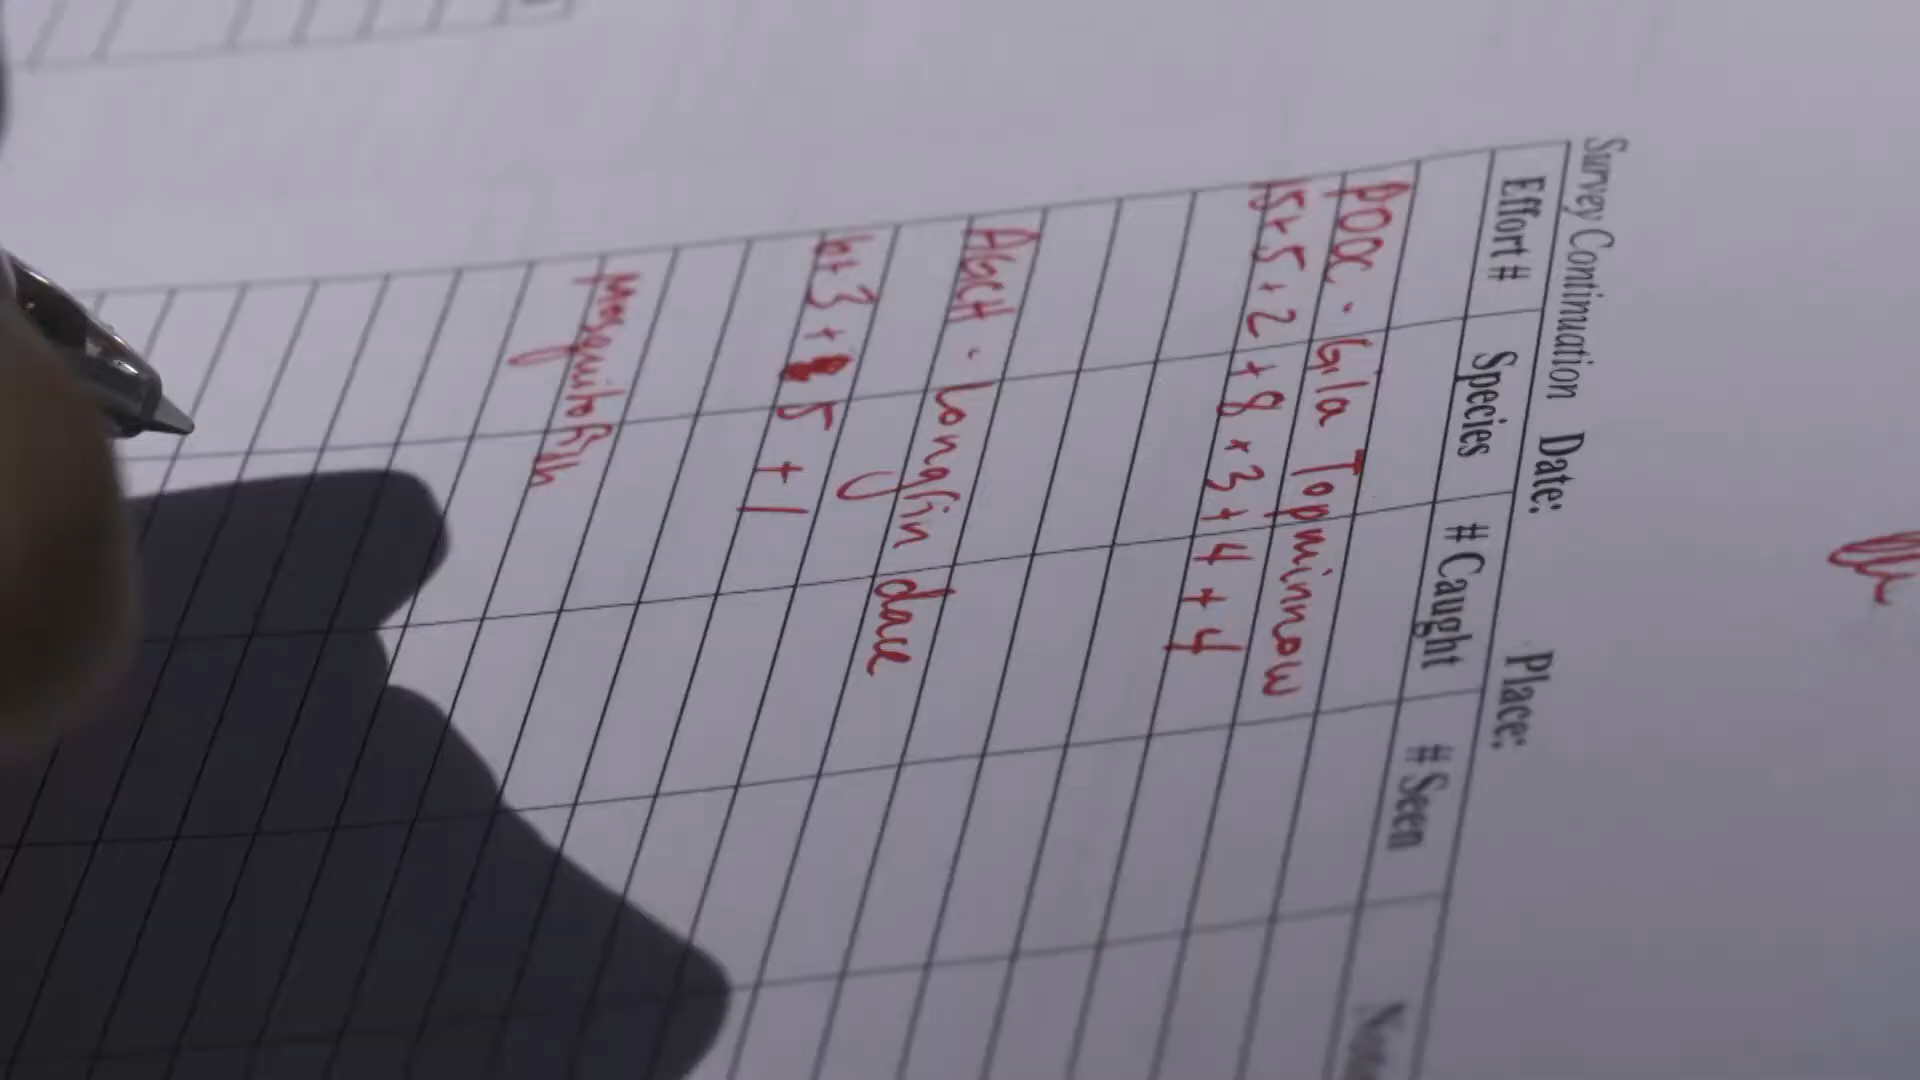 Survey Continuation Date: Place:
Effort # Species # Caught # Seen
POOC · Gila Topminnow
15+5+2+8+3+4+4
AGCH · Longfin dace
6+3+5+1
Mosquitofish